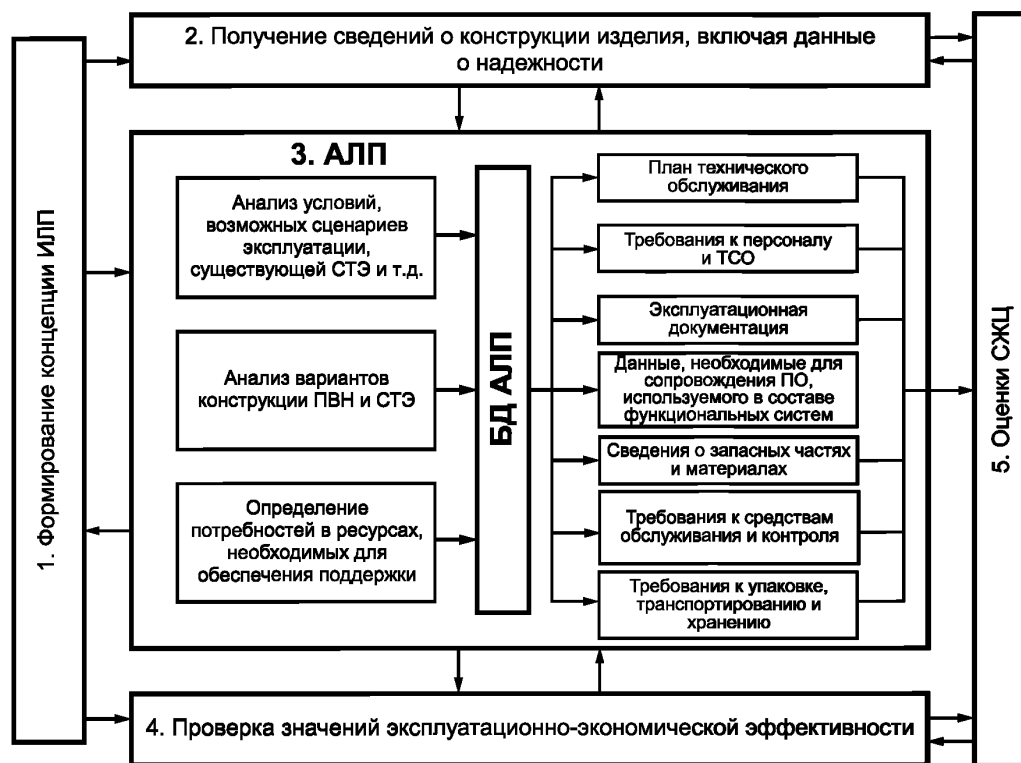 1. Формирование концепции ИЛП
2. Получение сведений о конструкции изделия, включая данные
о надежности
3. АЛП
Анализ условий,
возможных сценариев
эксплуатации,
существующей СТЭ и т.д.
Анализ вариантов
конструкции ПВН и СТЭ
Определение
потребностей в ресурсах,
необходимых для
обеспечения поддержки
БД АЛП
План технического
обслуживания
Требования к персоналу
и ТСО
Эксплуатационная
документация
Данные, необходимые для
сопровождения ПО,
используемого в составе
функциональных систем
Сведения о запасных частях
и материалах
Требования к средствам
обслуживания и контроля
Требования к упаковке,
транспортированию и
хранению
4. Проверка значений эксплуатационно-экономической эффективности
5. Оценки СЖЦ